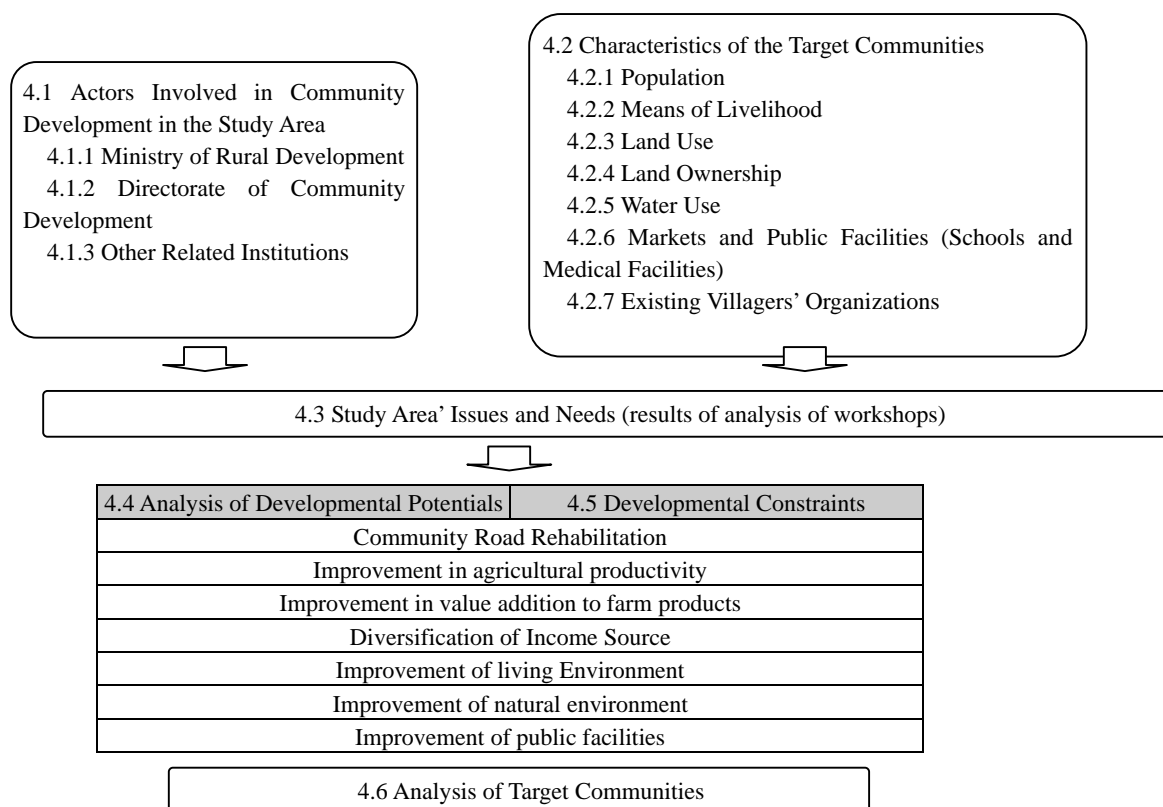 4.1 Actors Involved in Community
Development in the Study Area
4.1.1 Ministry of Rural Development
4.1.2 Directorate of Community
Development
4.1.3 Other Related Institutions
4.2 Characteristics of the Target Communities
4.2.1 Population
4.2.2 Means of Livelihood
4.2.3 Land Use
4.2.4 Land Ownership
4.2.5 Water Use
4.2.6 Markets and Public Facilities (Schools and
Medical Facilities)
4.2.7 Existing Villagers’ Organizations
4.3 Study Area’ Issues and Needs (results of analysis of workshops)
4.4 Analysis of Developmental Potentials 4.5 Developmental Constraints
Community Road Rehabilitation
Improvement in agricultural productivity
Improvement in value addition to farm products
Diversification of Income Source
Improvement of living Environment
Improvement of natural environment
Improvement of public facilities
4.6 Analysis of Target Communities